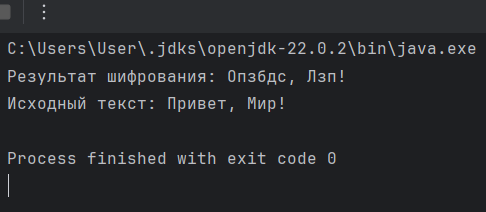 C:\Users\User\.jdks\openjdk-22.0.2\bin\java.exe
Результат шифрования: Опзбдс, Лзп!
Исходный текст: Привет, Мир!
Process finished with exit code 0